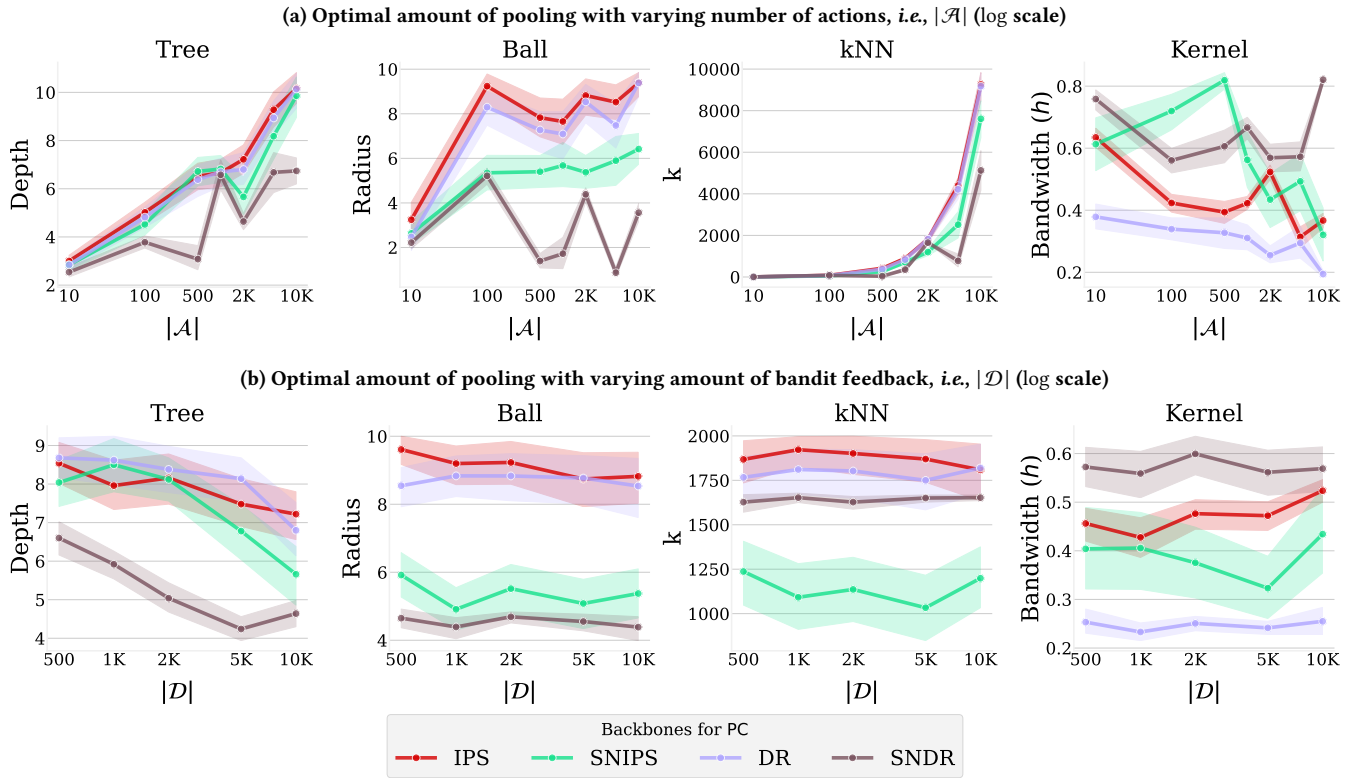 (a) Optimal amount of pooling with varying number of actions, i.e., |𝒜| (log scale)
Tree
Ball
kNN
Kernel
Depth
10
8
6
4
2
10
100
500
2K
10K
|𝒜|
Radius
10
8
6
4
2
10
100
500
2K
10K
|𝒜|
k
10000
8000
6000
4000
2000
0
10
100
500
2K
10K
|𝒜|
Bandwidth (h)
0.8
0.6
0.4
0.2
10
100
500
2K
10K
|𝒜|
(b) Optimal amount of pooling with varying amount of bandit feedback, i.e., |𝒟| (log scale)
Tree
Ball
kNN
Kernel
Depth
9
8
7
6
5
4
500
1K
2K
5K
10K
|𝒟|
Radius
10
8
6
4
500
1K
2K
5K
10K
|𝒟|
k
2000
1750
1500
1250
1000
500
1K
2K
5K
10K
|𝒟|
Bandwidth (h)
0.6
0.5
0.4
0.3
0.2
500
1K
2K
5K
10K
|𝒟|
Backbones for PC
IPS
SNIPS
DR
SNDR